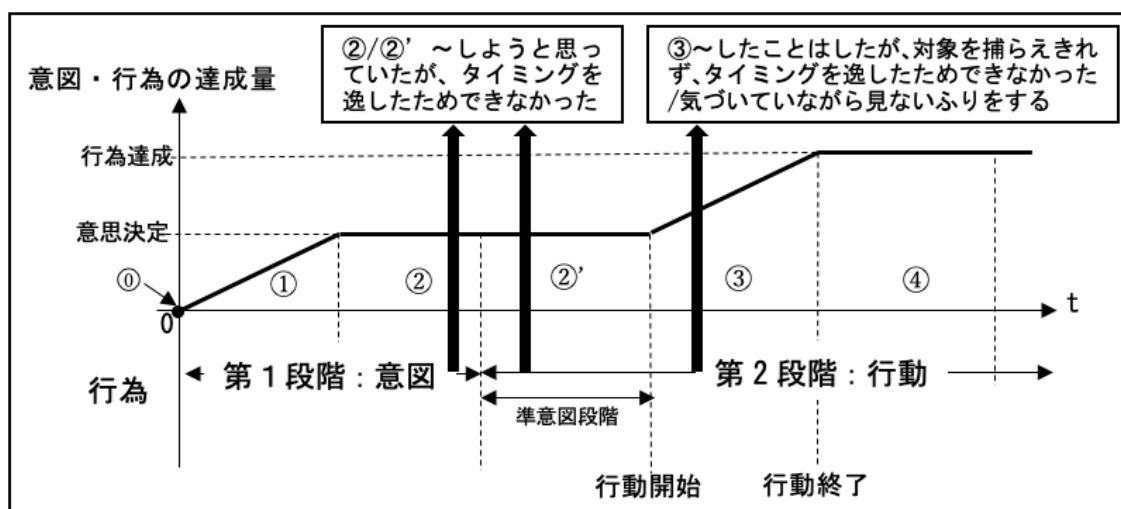 ②/②’ ～しようと思っ
ていたが、タイミングを
逸したためできなかった
③～したことはしたが、対象を捕らえきれ
ず、タイミングを逸したためできなかった
/気づいていながら見ないふりをする
意図・行為の達成量
行為達成
意思決定
⓪
①
②
②’
③
④
0
t
行為
第1段階：意図
第2段階：行動
準意図段階
行動開始
行動終了